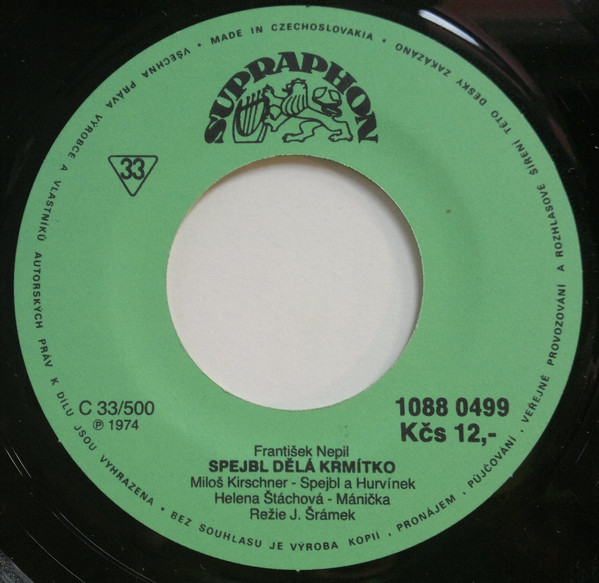 SUPRAPHON
33
C 33/500
℗ 1974
1088 0499
Kčs 12,-
František Nepil
SPEJBL DĚLÁ KRMÍTKO
Miloš Kirschner - Spejbl a Hurvínek
Helena Štáchová - Mánička
Režie J. Šrámek
• MADE IN CZECHOSLOVAKIA • VŠECHNA PRÁVA VÝROBCE A VLASTNÍKŮ AUTORSKÝCH PRÁV K DÍLU JSOU VYHRAZENA • BEZ SOUHLASU JE VÝROBA KOPIÍ, PRONÁJEM, PŮJČOVÁNÍ, VEŘEJNÉ PROVOZOVÁNÍ A ROZHLASOVÉ ŠÍŘENÍ TÉTO DESKY ZAKÁZÁNO